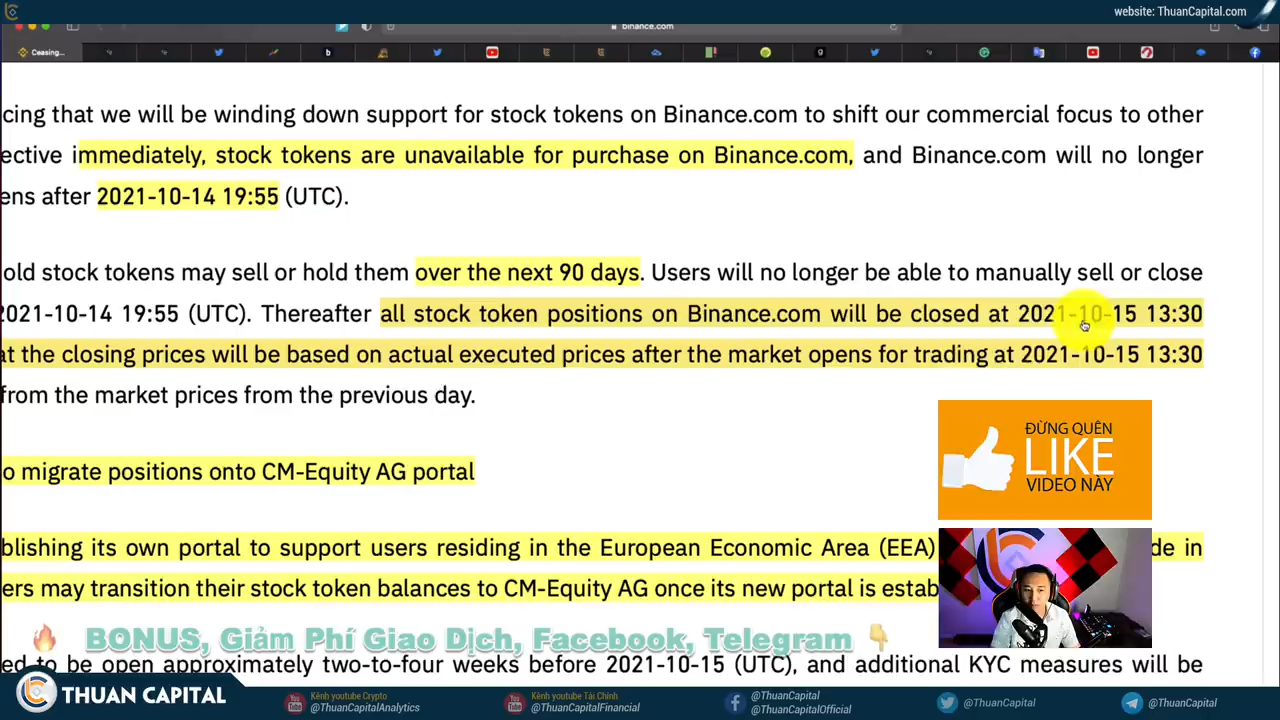 website: ThuanCapital.com
binance.com
Ceasing...
cing that we will be winding down support for stock tokens on Binance.com to shift our commercial focus to other
ective immediately, stock tokens are unavailable for purchase on Binance.com, and Binance.com will no longer
ens after 2021-10-14 19:55 (UTC).
old stock tokens may sell or hold them over the next 90 days. Users will no longer be able to manually sell or close
2021-10-14 19:55 (UTC). Thereafter all stock token positions on Binance.com will be closed at 2021-10-15 13:30
at the closing prices will be based on actual executed prices after the market opens for trading at 2021-10-15 13:30
from the market prices from the previous day.
o migrate positions onto CM-Equity AG portal
ĐỪNG QUÊN
LIKE
VIDEO NÀY
blishing its own portal to support users residing in the European Economic Area (EEA) de in
ers may transition their stock token balances to CM-Equity AG once its new portal is estab
BONUS, Giảm Phí Giao Dịch, Facebook, Telegram
ed to be open approximately two-to-four weeks before 2021-10-15 (UTC), and additional KYC measures will be
THUAN CAPITAL
Kênh youtube Crypto
@ThuanCapitalAnalytics
Kênh youtube Tài Chính
@ThuanCapitalFinancial
@ThuanCapital
@ThuanCapitalOfficial
@ThuanCapital
@ThuanCapital